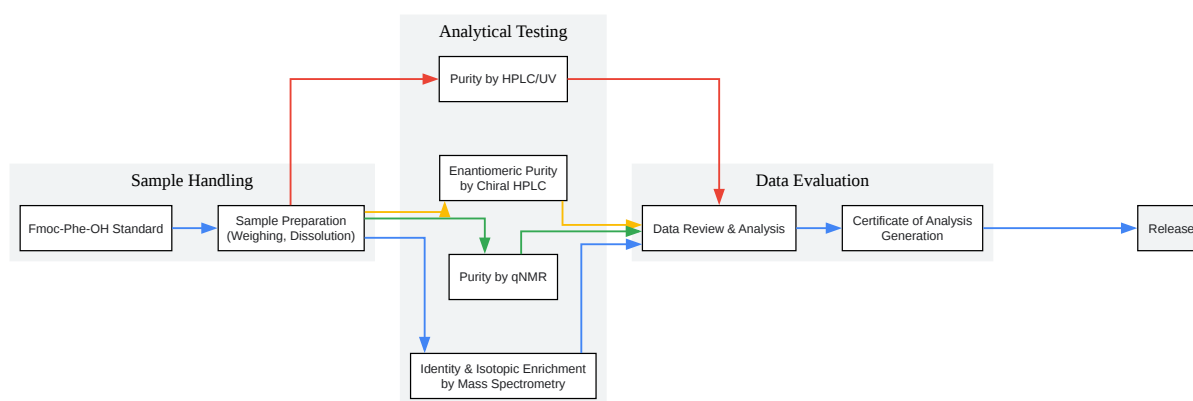 Analytical Testing
Purity by HPLC/UV
Enantiomeric Purity
by Chiral HPLC
Sample Handling
Data Evaluation
Fmoc-Phe-OH Standard
Sample Preparation
(Weighing, Dissolution)
Data Review & Analysis
Certificate of Analysis
Generation
Release
Purity by qNMR
Identity & Isotopic Enrichment
by Mass Spectrometry